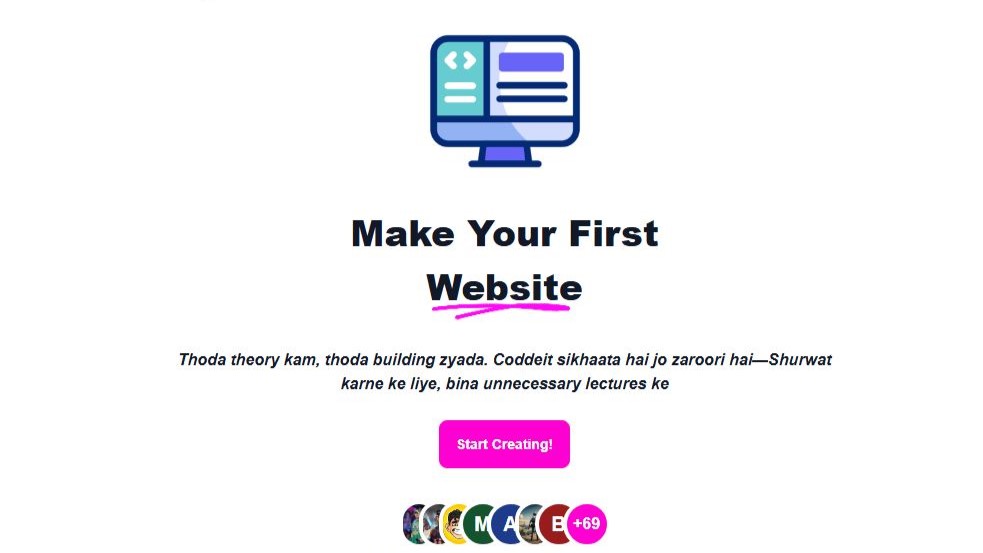 Make Your First
Website
Thoda theory kam, thoda building zyada. Coddeit sikhaata hai jo zaroori hai—Shurwat
karne ke liye, bina unnecessary lectures ke
Start Creating!
M A B +69